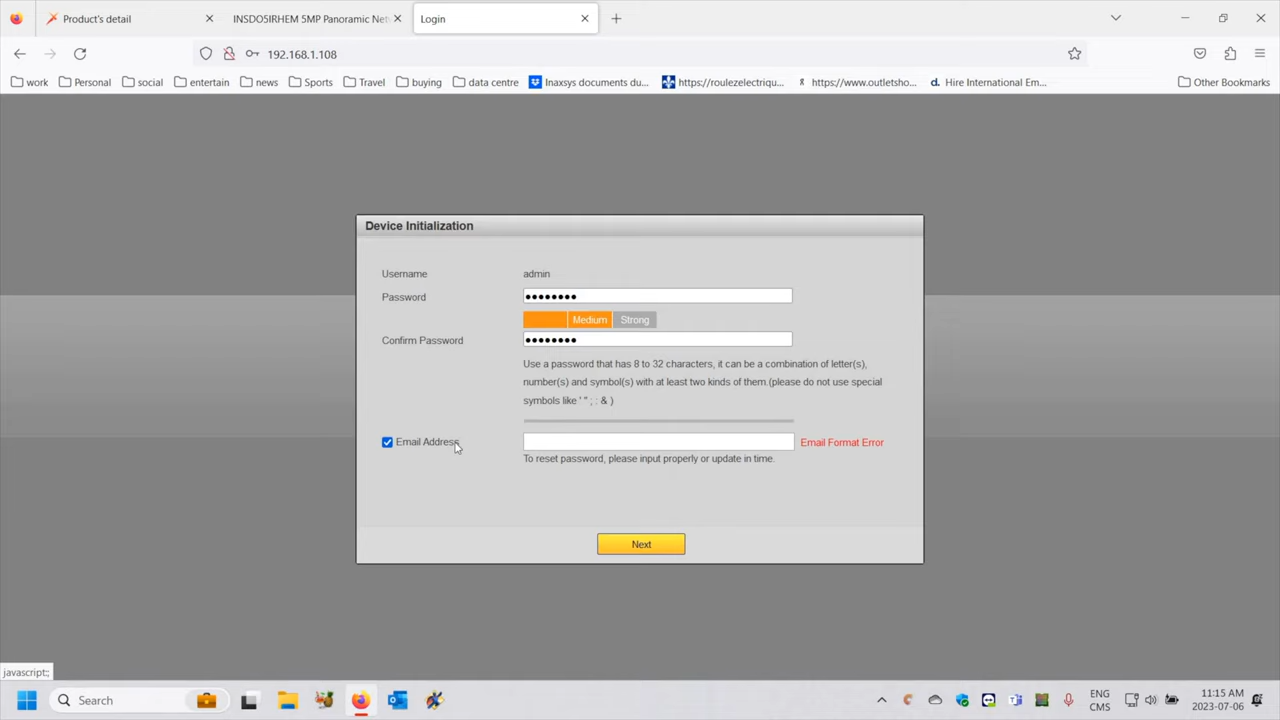 Product's detail
INSDO5IRHEM 5MP Panoramic Net
Login
192.168.1.108
work
Personal
social
entertain
news
Sports
Travel
buying
data centre
Inaxsys documents du...
https://roulezelectriqu...
https://www.outletsho...
Hire International Em...
Other Bookmarks
Device Initialization
Username admin
Password ●●●●●●●●
Medium Strong
Confirm Password ●●●●●●●●
Use a password that has 8 to 32 characters, it can be a combination of letter(s),
number(s) and symbol(s) with at least two kinds of them.(please do not use special
symbols like ' " ; : & )
Email Address Email Format Error
To reset password, please input properly or update in time.
Next
javascript:;
Search
ENG
CMS
11:15 AM
2023-07-06